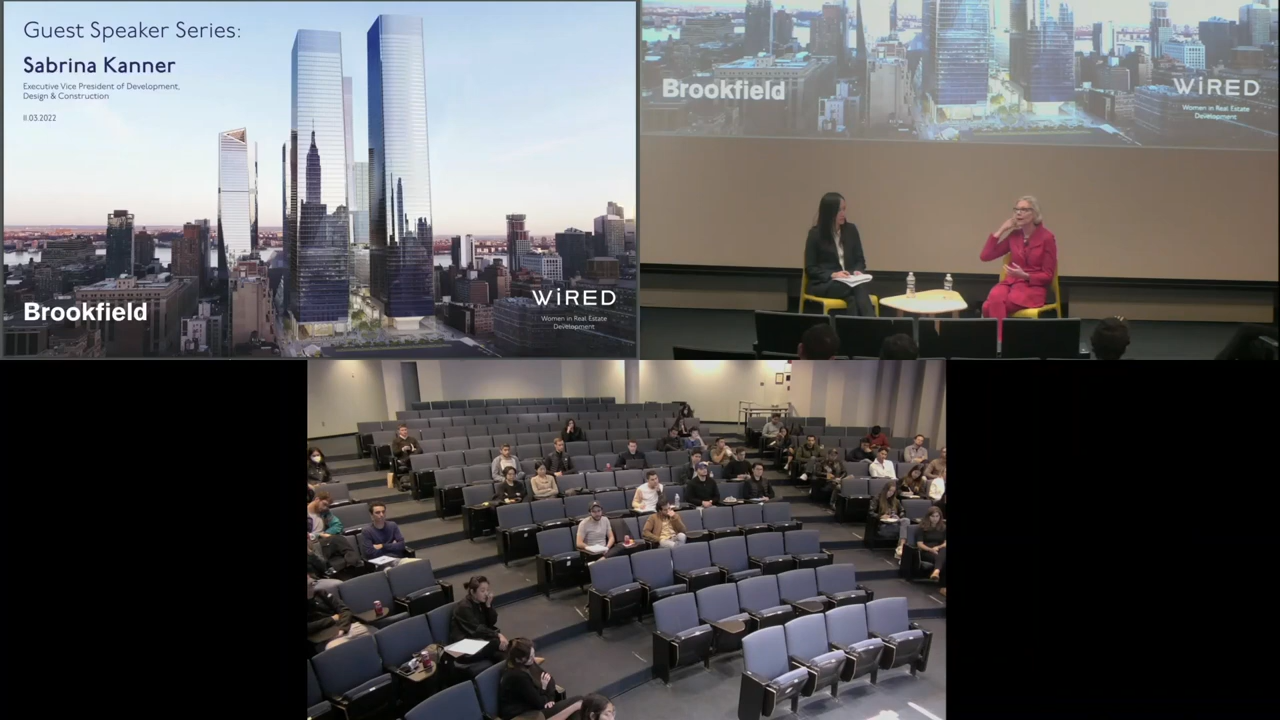 Guest Speaker Series:
Sabrina Kanner
Executive Vice President of Development,
Design & Construction
11.03.2022
Brookfield
WiRED
Women in Real Estate
Development
Brookfield
WiRED
Women in Real Estate
Development